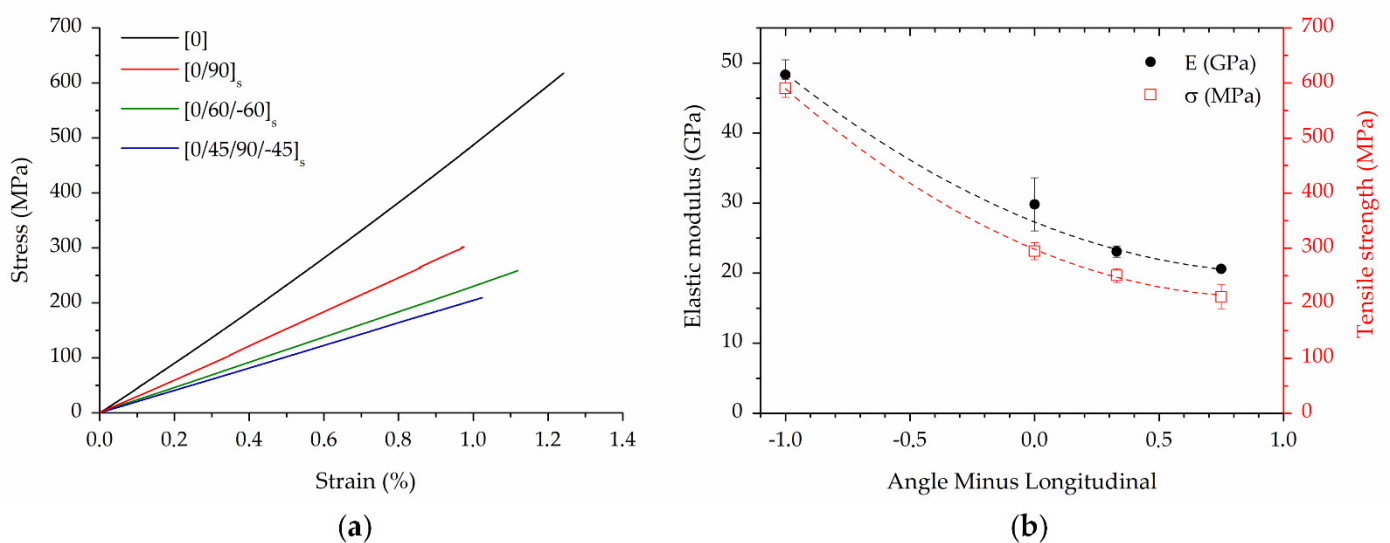 700
600
500
400
300
200
100
0
Stress (MPa)
[0]
[0/90]s
[0/60/-60]s
[0/45/90/-45]s
0.0 0.2 0.4 0.6 0.8 1.0 1.2 1.4
Strain (%)
(a)
50
40
30
20
10
0
Elastic modulus (GPa)
E (GPa)
σ (MPa)
700
600
500
400
300
200
100
0
Tensile strength (MPa)
-1.0 -0.5 0.0 0.5 1.0
Angle Minus Longitudinal
(b)